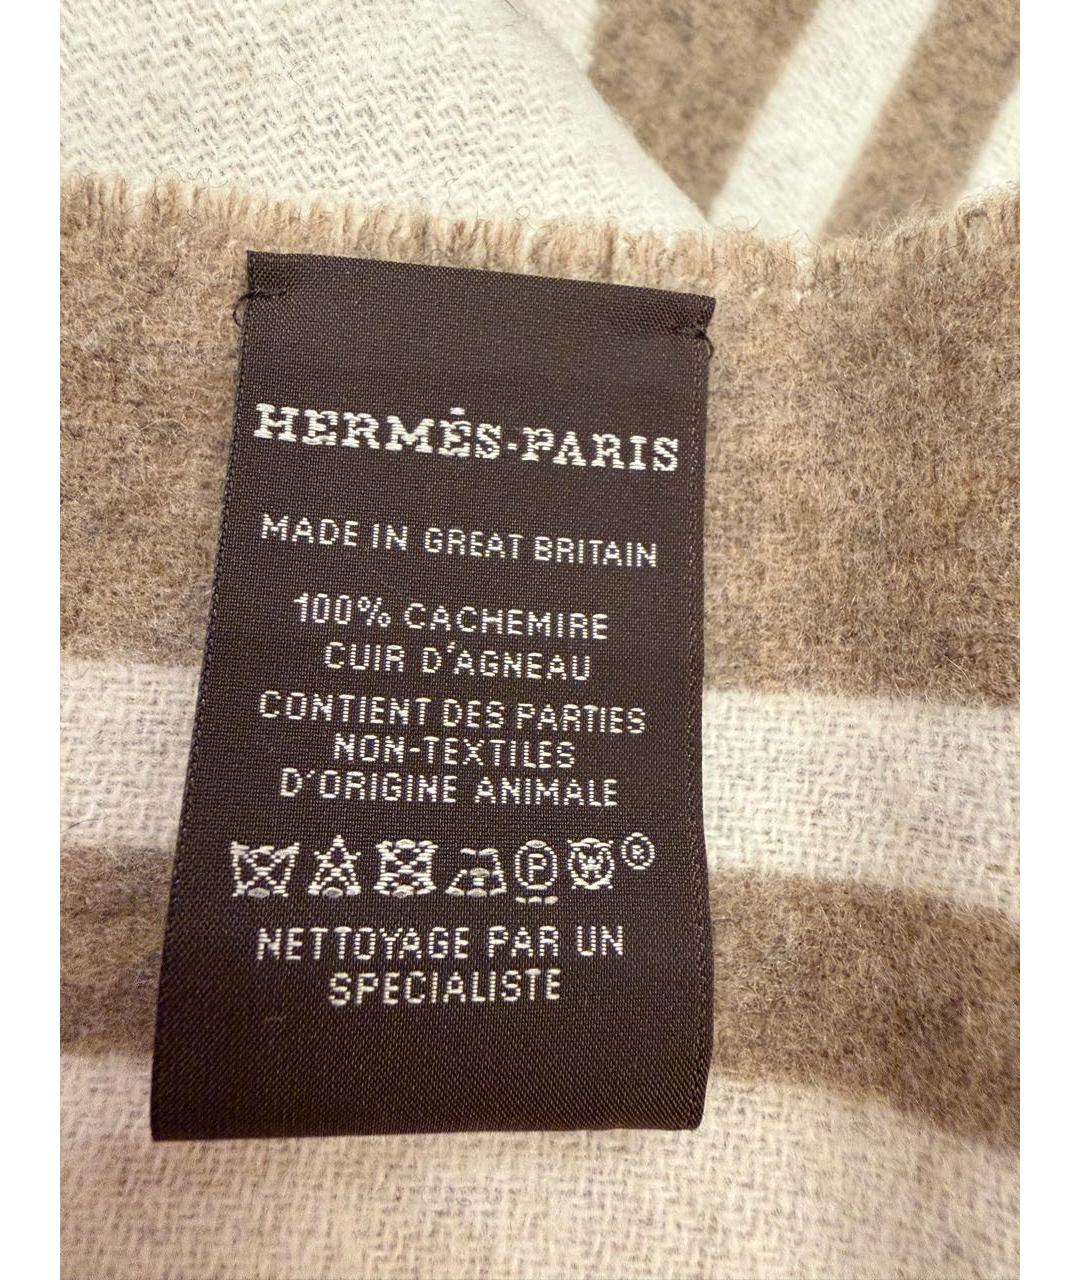 HERMÈS-PARIS
MADE IN GREAT BRITAIN
100% CACHEMIRE
CUIR D'AGNEAU
CONTIENT DES PARTIES
NON-TEXTILES
D'ORIGINE ANIMALE
P W ®
NETTOYAGE PAR UN
SPECIALISTE